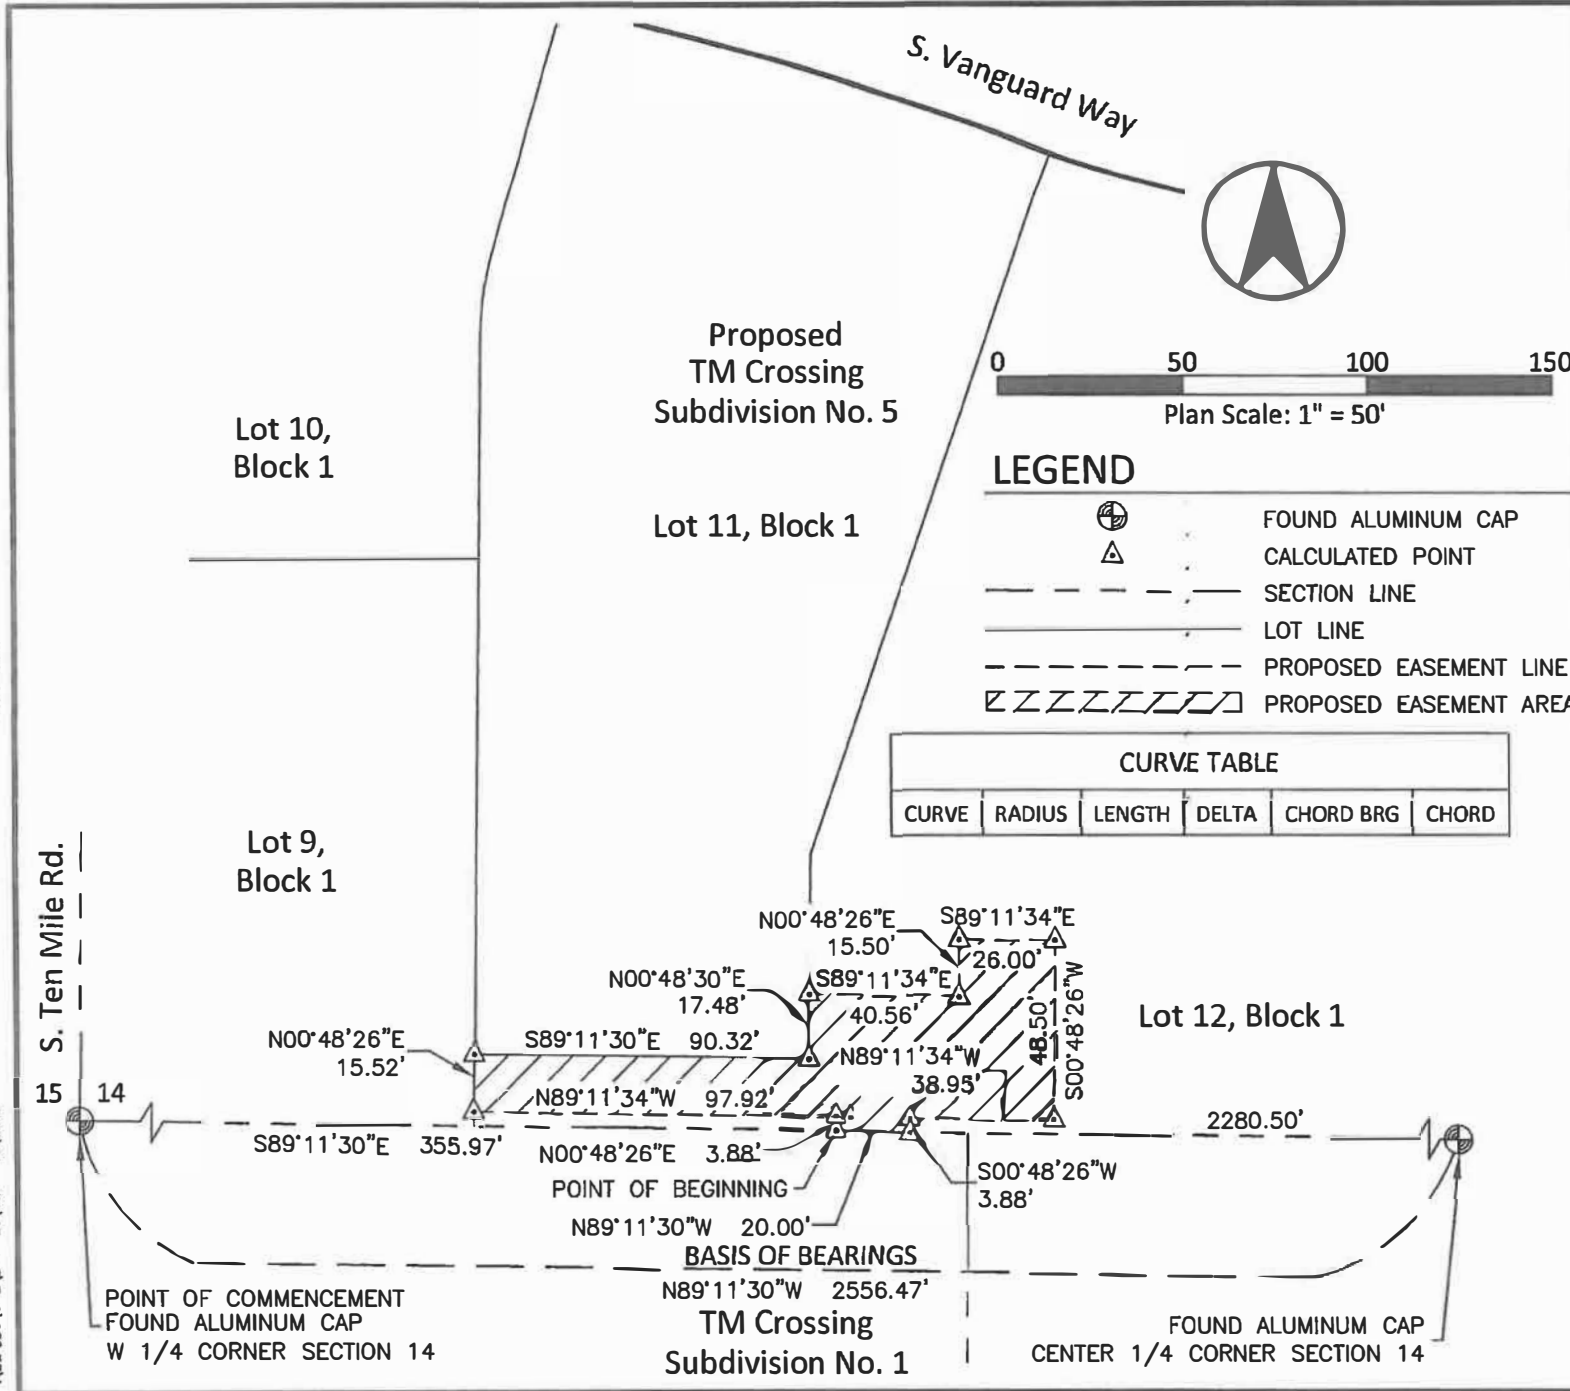 S. Vanguard Way
Proposed
TM Crossing
Subdivision No. 5
0 50 100 150
Plan Scale: 1" = 50'
Lot 10,
Block 1
LEGEND
Lot 11, Block 1
FOUND ALUMINUM CAP
CALCULATED POINT
SECTION LINE
LOT LINE
PROPOSED EASEMENT LINE
PROPOSED EASEMENT AREA
CURVE TABLE
CURVE RADIUS LENGTH DELTA CHORD BRG CHORD
S. Ten Mile Rd.
Lot 9,
Block 1
N00°48'26"E
15.50'
S89°11'34"E
26.00'
N00°48'30"E
17.48'
S89°11'34"E
40.56'
48.50'
S00°48'26"W
Lot 12, Block 1
N00°48'26"E
15.52'
S89°11'30"E 90.32'
N89°11'34"W
38.95'
N89°11'34"W 97.92'
15 14
S89°11'30"E 355.97'
2280.50'
N00°48'26"E 3.88'
POINT OF BEGINNING
S00°48'26"W
3.88'
N89°11'30"W 20.00'
BASIS OF BEARINGS
N89°11'30"W 2556.47'
POINT OF COMMENCEMENT
FOUND ALUMINUM CAP
W 1/4 CORNER SECTION 14
TM Crossing
Subdivision No. 1
FOUND ALUMINUM CAP
CENTER 1/4 CORNER SECTION 14